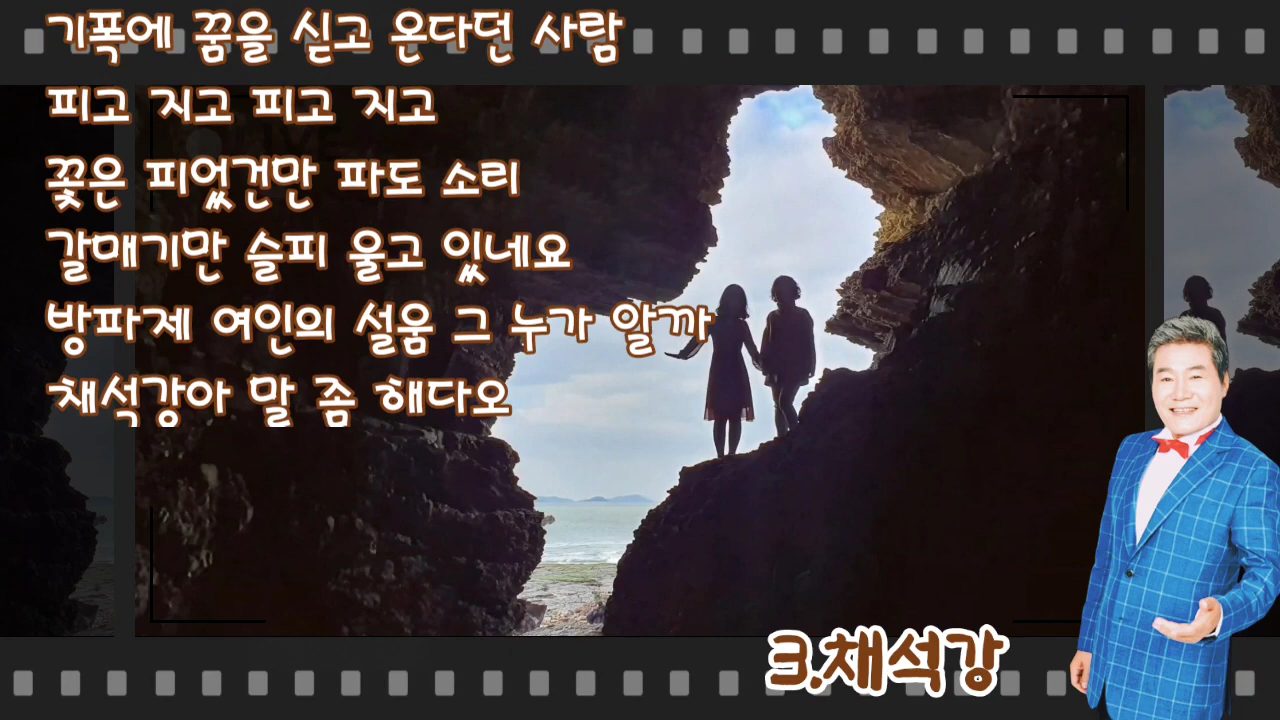 기폭에 꿈을 싣고 온다던 사람
피고 지고 피고 지고
꽃은 피었건만 파도 소리
갈매기만 슬피 울고 있네요
방파제 여인의 설움 그 누가 알까
채석강아 말 좀 해다오
3.채석강